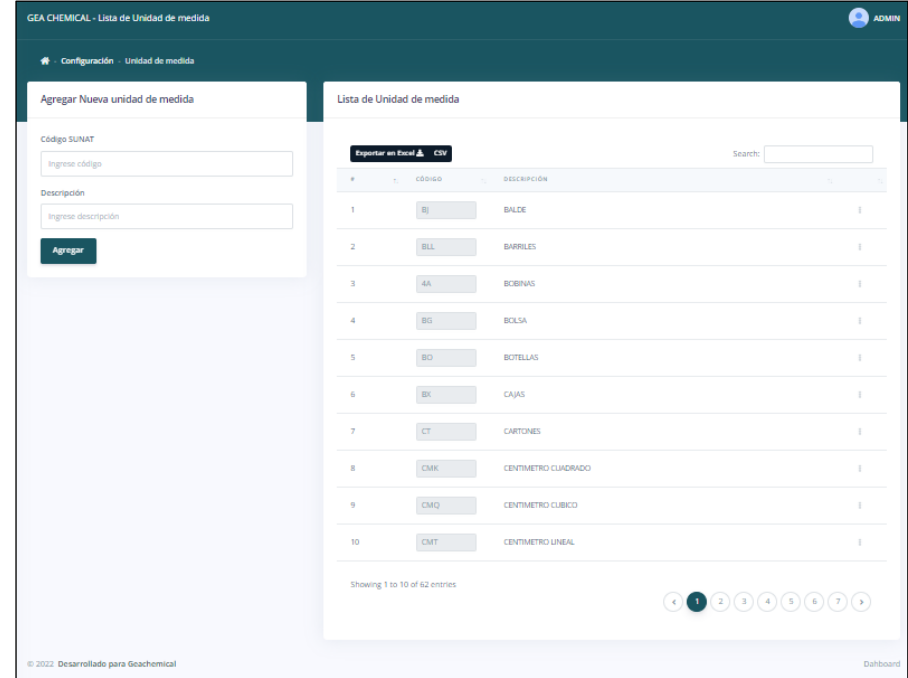 GEA CHEMICAL - Lista de Unidad de medida
ADMIN
- Configuración - Unidad de medida
Agregar Nueva unidad de medida
Código SUNAT
Ingrese código
Descripción
Ingrese descripción
Agregar
Lista de Unidad de medida
Exportar en Excel CSV
Search:
# CÓDIGO DESCRIPCIÓN
1 BJ BALDE
2 BLL BARRILES
3 4A BOBINAS
4 BG BOLSA
5 BO BOTELLAS
6 BX CAJAS
7 CT CARTONES
8 CMK CENTIMETRO CUADRADO
9 CMQ CENTIMETRO CUBICO
10 CMT CENTIMETRO LINEAL
Showing 1 to 10 of 62 entries
1 2 3 4 5 6 7
© 2022 Desarrollado para Geachemical
Dahboard